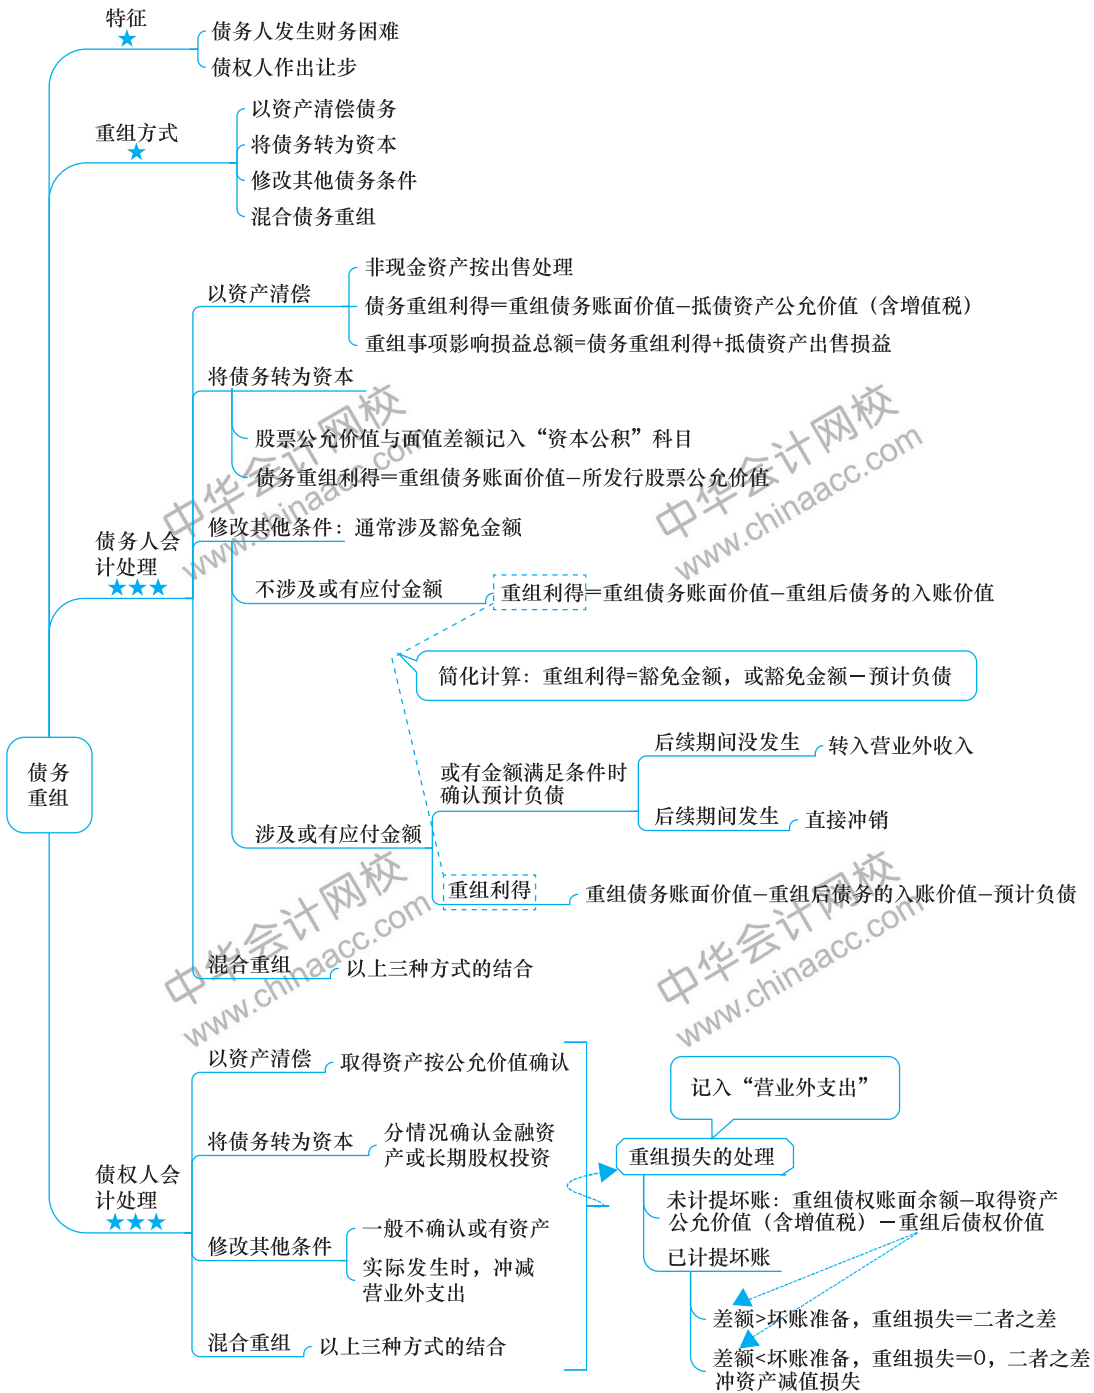 特征
债务人发生财务困难
债权人作出让步
重组方式
以资产清偿债务
将债务转为资本
修改其他债务条件
混合债务重组
以资产清偿
非现金资产按出售处理
债务重组利得=重组债务账面价值-抵债资产公允价值（含增值税）
重组事项影响损益总额=债务重组利得+抵债资产出售损益
将债务转为资本
股票公允价值与面值差额记入“资本公积”科目
债务重组利得=重组债务账面价值-所发行股票公允价值
修改其他条件：通常涉及豁免金额
债务人会
计处理
不涉及或有应付金额
重组利得=重组债务账面价值-重组后债务的入账价值
简化计算：重组利得=豁免金额，或豁免金额-预计负债
后续期间没发生
转入营业外收入
或有金额满足条件时
确认预计负债
后续期间发生
直接冲销
债务
重组
涉及或有应付金额
重组利得
重组债务账面价值-重组后债务的入账价值-预计负债
混合重组
以上三种方式的结合
以资产清偿
取得资产按公允价值确认
记入“营业外支出”
将债务转为资本
分情况确认金融资
产或长期股权投资
重组损失的处理
债权人会
计处理
未计提坏账：重组债权账面余额-取得资产
公允价值（含增值税）-重组后债权价值
修改其他条件
一般不确认或有资产
实际发生时，冲减
营业外支出
已计提坏账
差额>坏账准备，重组损失=二者之差
混合重组
以上三种方式的结合
差额<坏账准备，重组损失=0，二者之差
冲资产减值损失
中华会计网校
www.chinaacc.com
中华会计网校
www.chinaacc.com
中华会计网校
www.chinaacc.com
中华会计网校
www.chinaacc.com